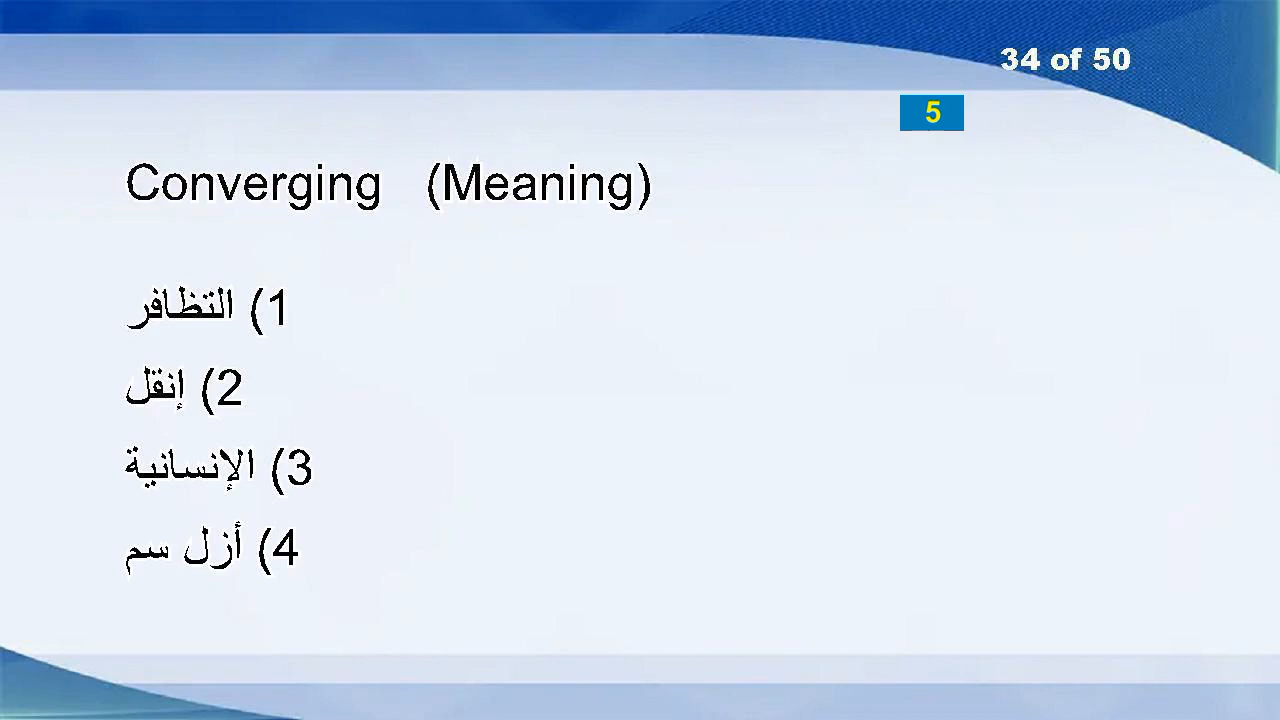 34 of 50
5
Converging (Meaning)
1) التظافر
2) إنقل
3) الإنسانية
4) أزل سم